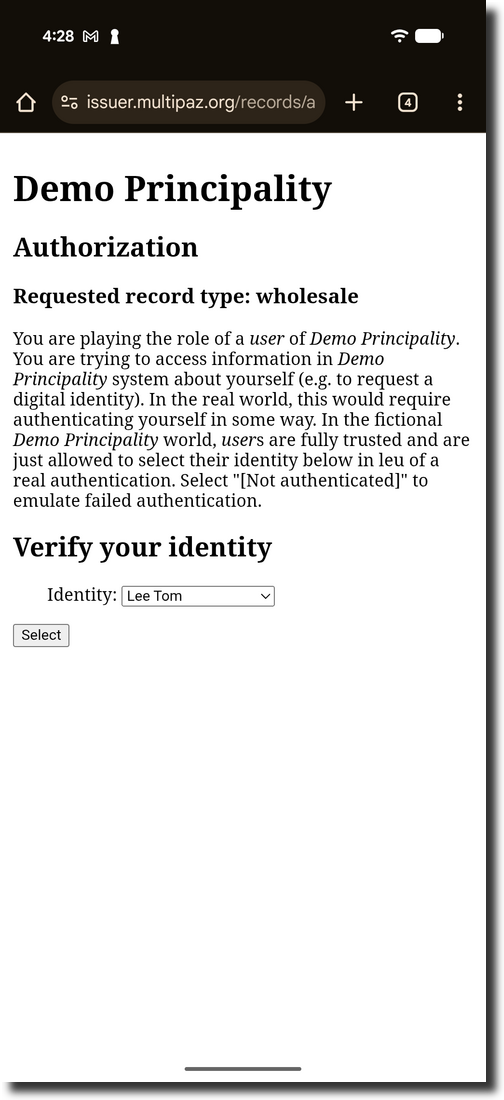 4:28
issuer.multipaz.org/records/a
4
Demo Principality
Authorization
Requested record type: wholesale
You are playing the role of a user of Demo Principality.
You are trying to access information in Demo
Principality system about yourself (e.g. to request a
digital identity). In the real world, this would require
authenticating yourself in some way. In the fictional
Demo Principality world, users are fully trusted and are
just allowed to select their identity below in leu of a
real authentication. Select "[Not authenticated]" to
emulate failed authentication.
Verify your identity
Identity: Lee Tom
Select